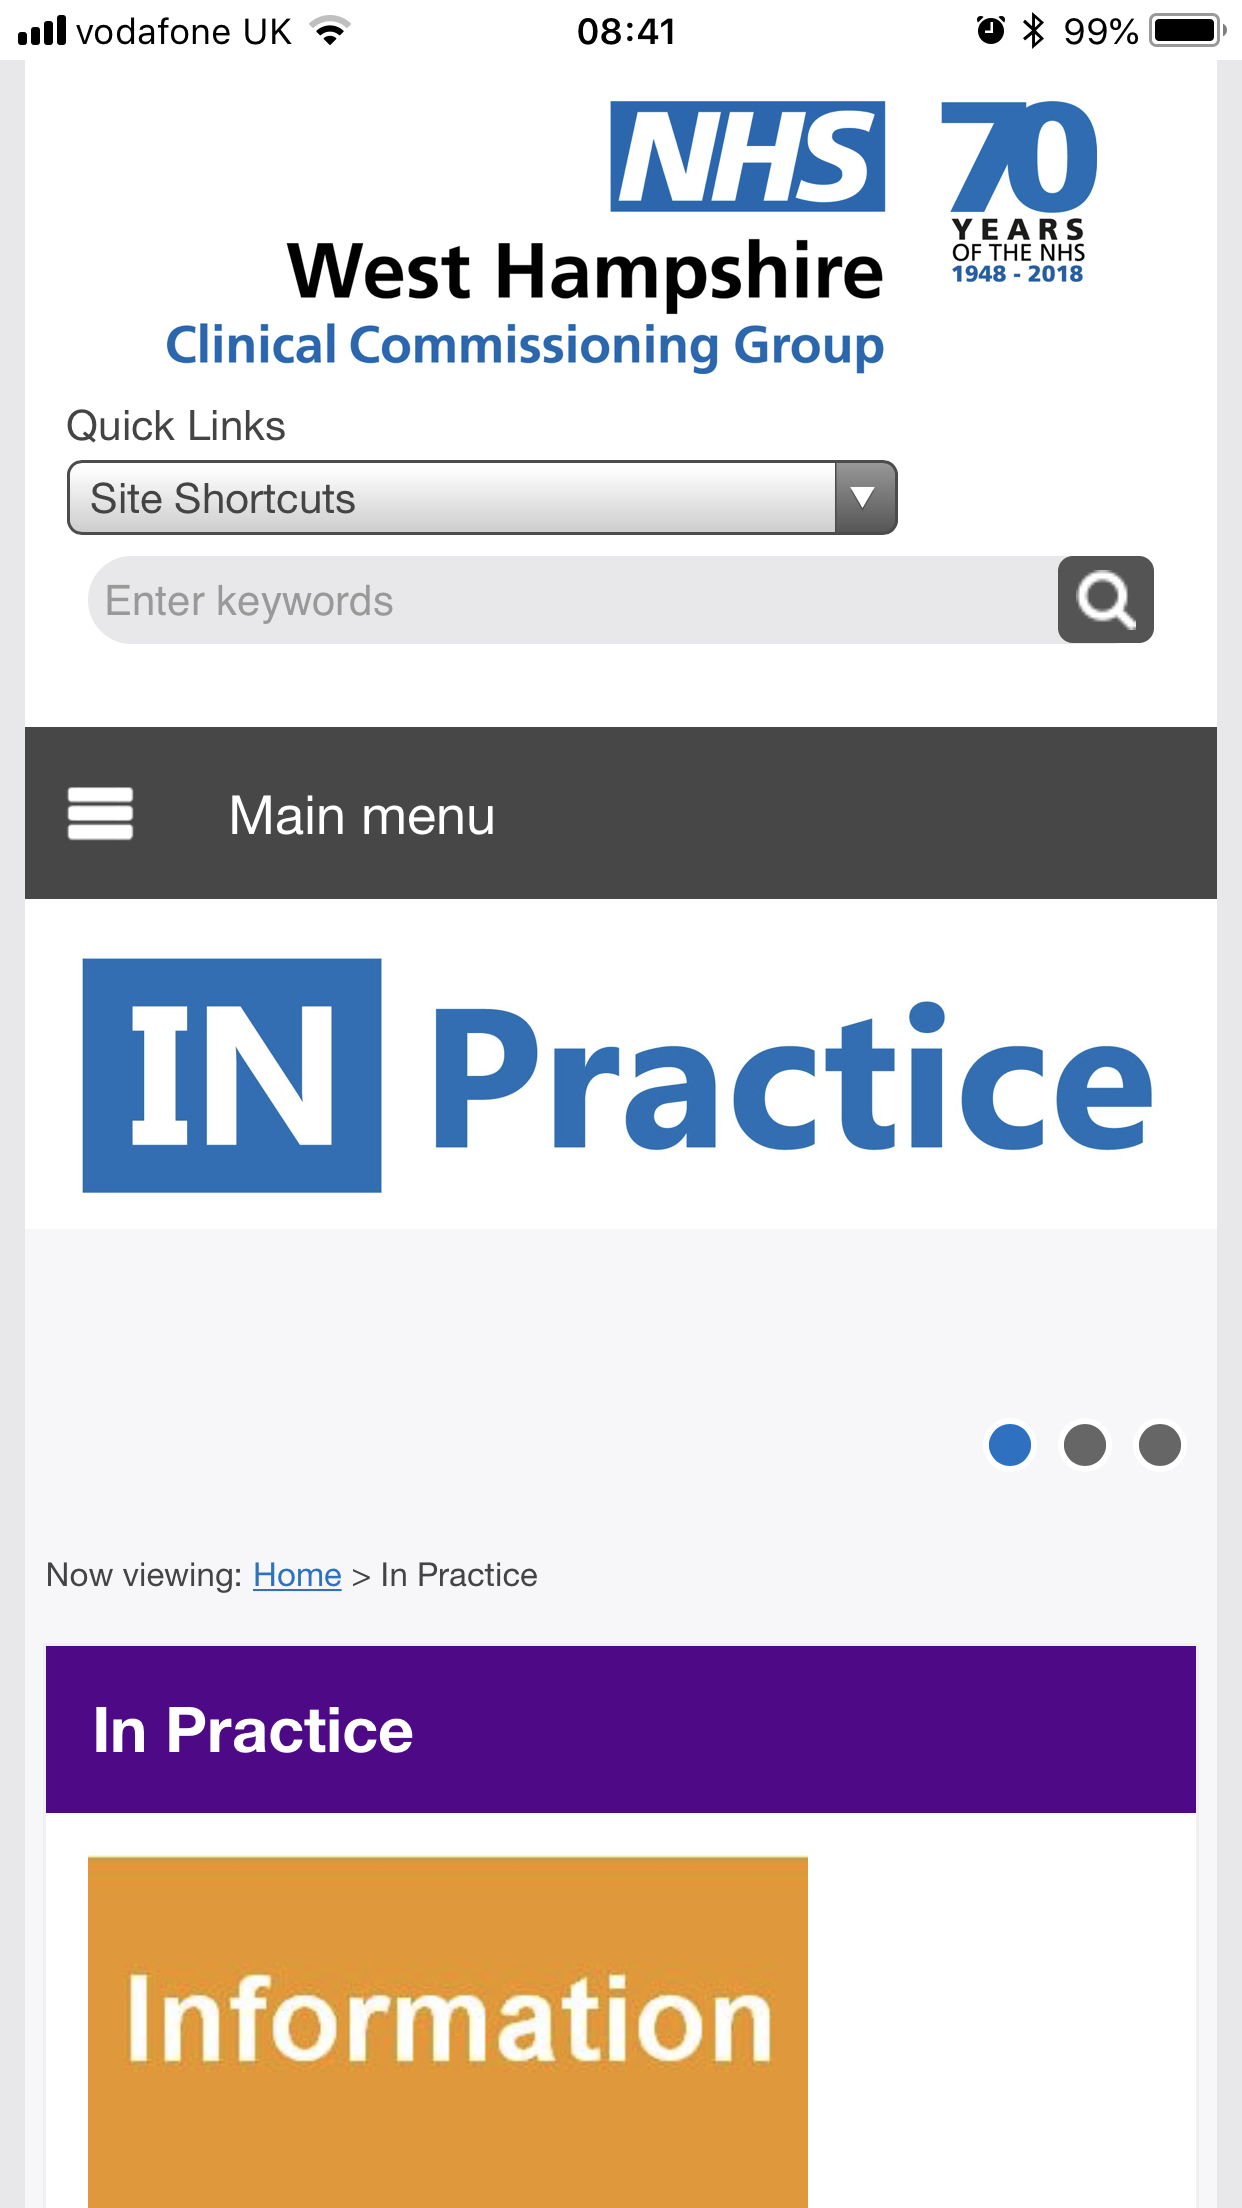 vodafone UK 08:41 99%
NHS
70
YEARS
OF THE NHS
1948 - 2018
West Hampshire
Clinical Commissioning Group
Quick Links
Site Shortcuts
Enter keywords
Main menu
IN Practice
Now viewing: Home > In Practice
In Practice
Information